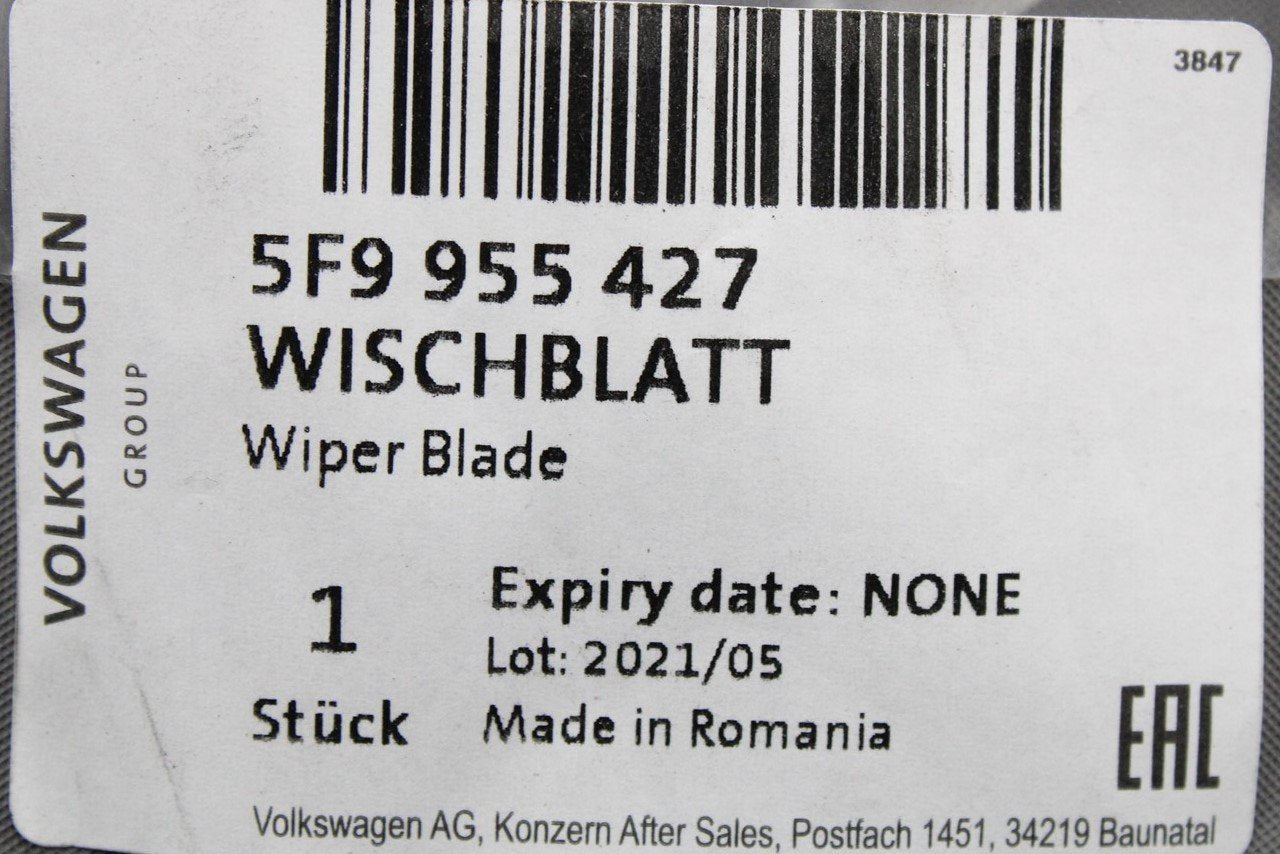 3847
VOLKSWAGEN
GROUP
5F9 955 427
WISCHBLATT
Wiper Blade
1
Stück
Expiry date: NONE
Lot: 2021/05
Made in Romania
EAC
Volkswagen AG, Konzern After Sales, Postfach 1451, 34219 Baunatal